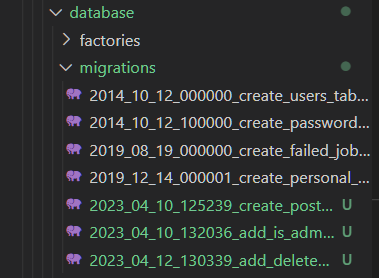 database
factories
migrations
2014_10_12_000000_create_users_tab...
2014_10_12_100000_create_password...
2019_08_19_000000_create_failed_job...
2019_12_14_000001_create_personal_...
2023_04_10_125239_create_post... U
2023_04_10_132036_add_is_adm... U
2023_04_12_130339_add_delete... U